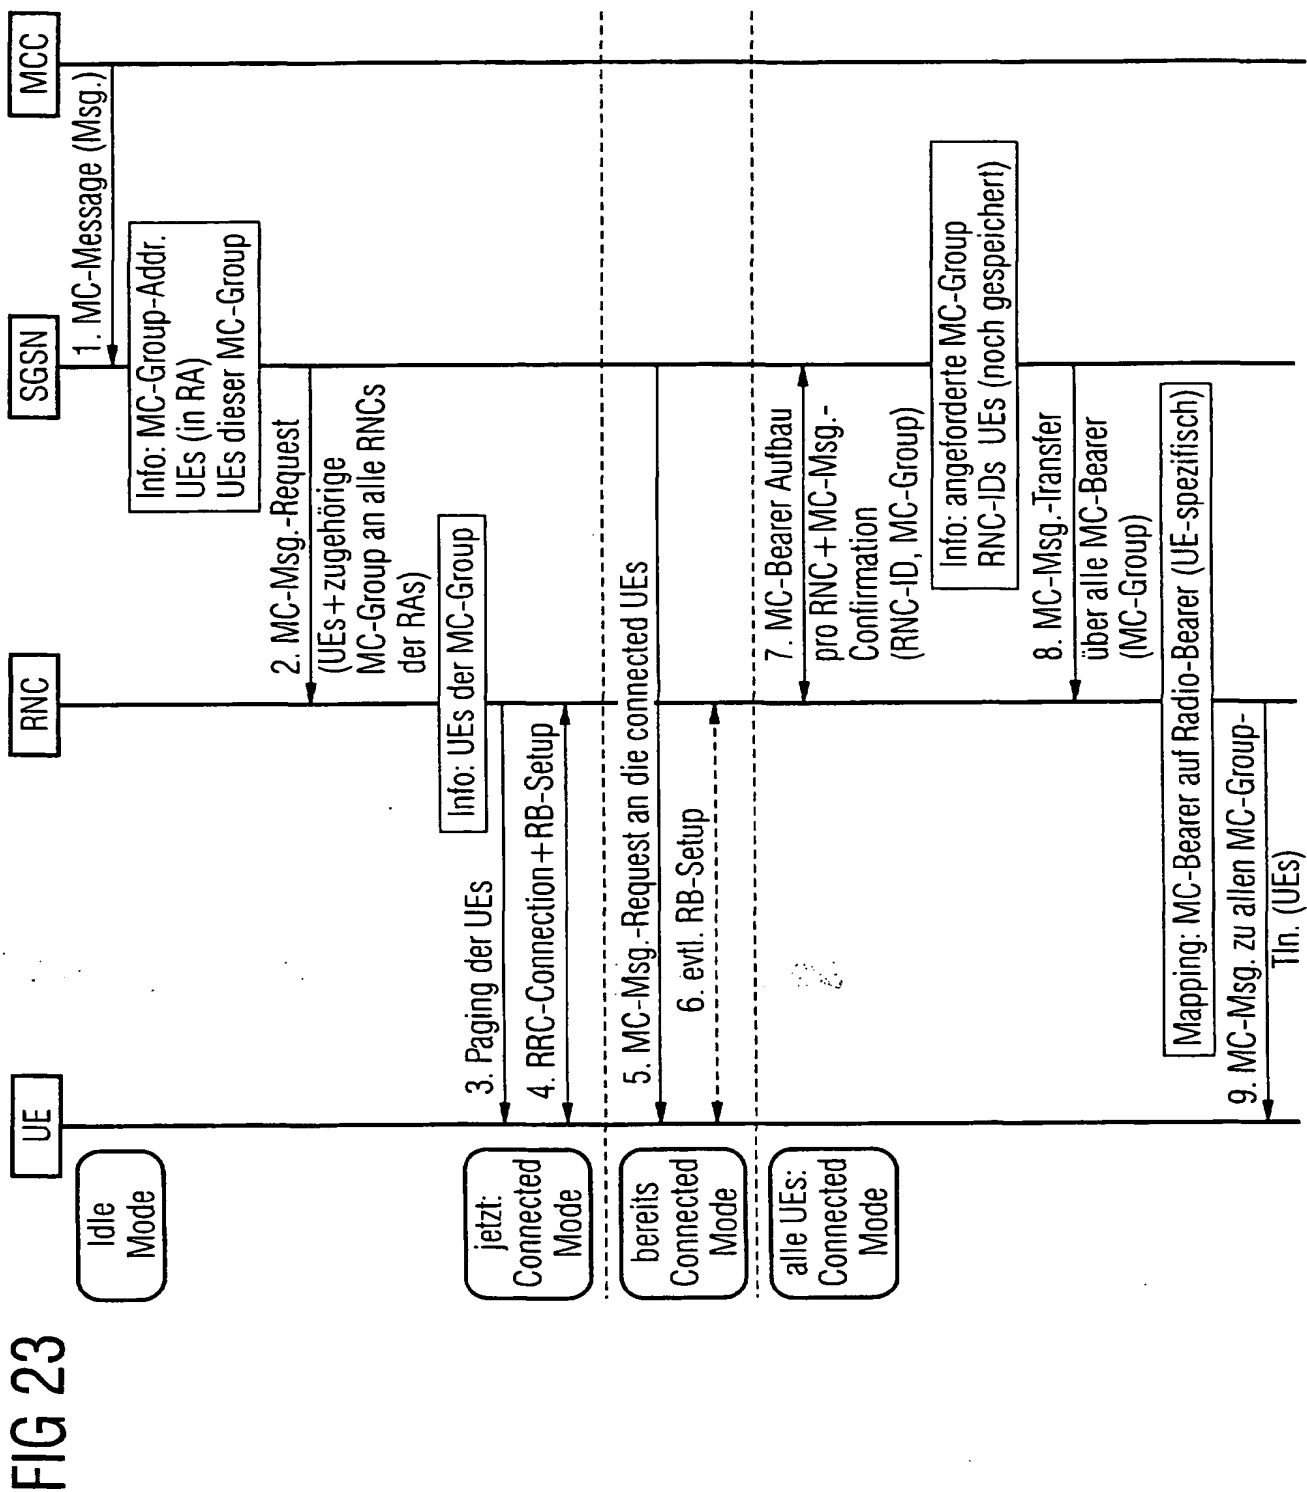 FIG 23
UE
RNC
SGSN
MCC
Idle
Mode
1. MC-Message (Msg.)
Info: MC-Group-Addr.
UEs (in RA)
UEs dieser MC-Group
2. MC-Msg.-Request
(UEs+zugehörige
MC-Group an alle RNCs
der RAs)
Info: UEs der MC-Group
3. Paging der UEs
jetzt:
Connected
Mode
4. RRC-Connection+RB-Setup
bereits
Connected
Mode
5. MC-Msg.-Request an die connected UEs
6. evtl. RB-Setup
alle UEs:
Connected
Mode
7. MC-Bearer Aufbau
pro RNC+MC-Msg.-
Confirmation
(RNC-ID, MC-Group)
Info: angeforderte MC-Group
RNC-IDs UEs (noch gespeichert)
8. MC-Msg.-Transfer
über alle MC-Bearer
(MC-Group)
Mapping: MC-Bearer auf Radio-Bearer (UE-spezifisch)
9. MC-Msg. zu allen MC-Group-
Tln. (UEs)